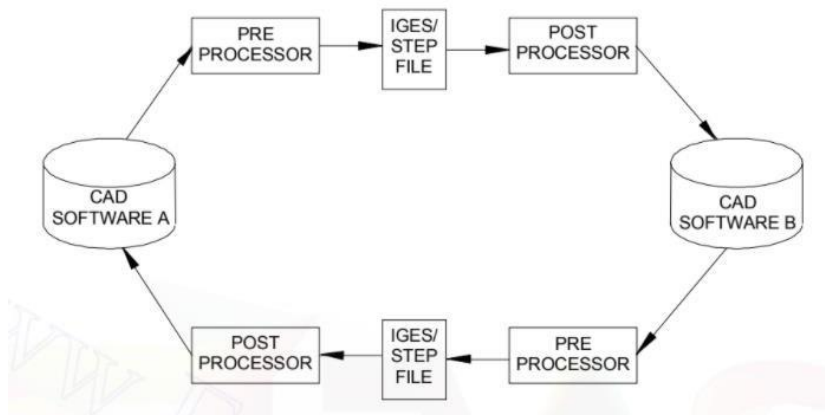 PRE
PROCESSOR
IGES/
STEP
FILE
POST
PROCESSOR
CAD
SOFTWARE A
CAD
SOFTWARE B
POST
PROCESSOR
IGES/
STEP
FILE
PRE
PROCESSOR